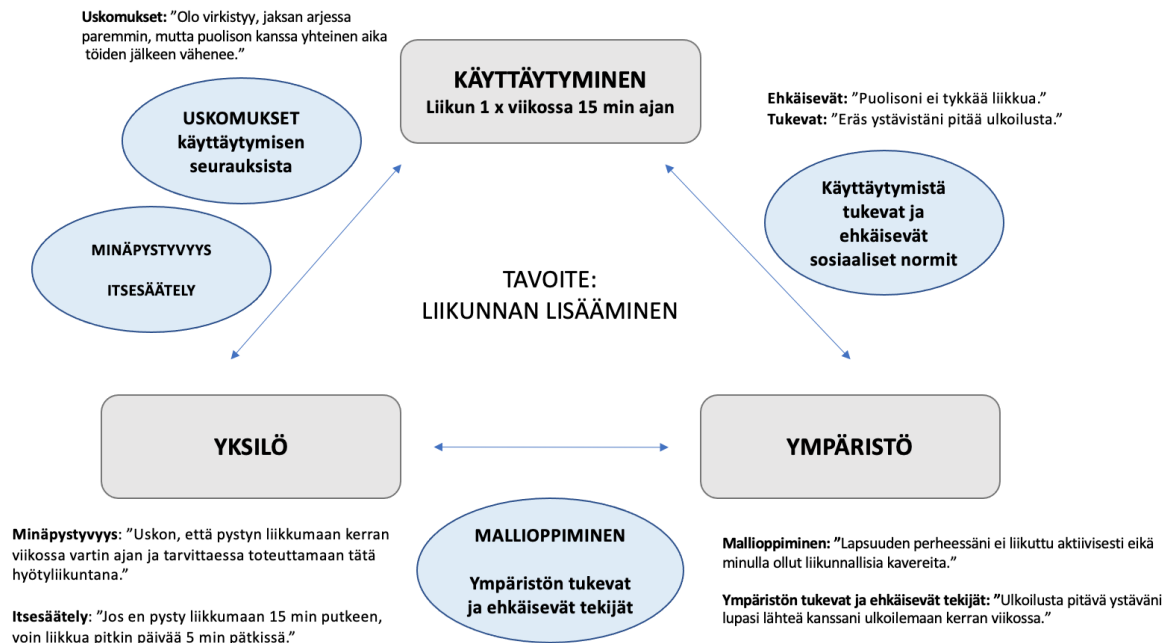 Uskomukset: ”Olo virkistyy, jaksan arjessa
paremmin, mutta puolison kanssa yhteinen aika
töiden jälkeen vähenee.”
KÄYTTÄYTYMINEN
Liikun 1 x viikossa 15 min ajan
Ehkäisevät: ”Puolisoni ei tykkää liikkua.”
Tukevat: ”Eräs ystävistäni pitää ulkoilusta.”
USKOMUKSET
käyttäytymisen
seurauksista
Käyttäytymistä
tukevat ja
ehkäisevät
sosiaaliset normit
MINÄPYSTYVYYS
ITSESÄÄTELY
TAVOITE:
LIIKUNNAN LISÄÄMINEN
YKSILÖ
YMPÄRISTÖ
MALLIOPPIMINEN
Ympäristön tukevat
ja ehkäisevät tekijät
Minäpystyvyys: ”Uskon, että pystyn liikkumaan kerran
viikossa vartin ajan ja tarvittaessa toteuttamaan tätä
hyötyliikuntana.”
Itsesäätely: ”Jos en pysty liikkumaan 15 min putkeen,
voin liikkua pitkin päivää 5 min pätkissä.”
Mallioppiminen: ”Lapsuuden perheessäni ei liikuttu aktiivisesti eikä
minulla ollut liikunnallisia kavereita.”
Ympäristön tukevat ja ehkäisevät tekijät: ”Ulkoilusta pitävä ystäväni
lupasi lähteä kanssani ulkoilemaan kerran viikossa.”